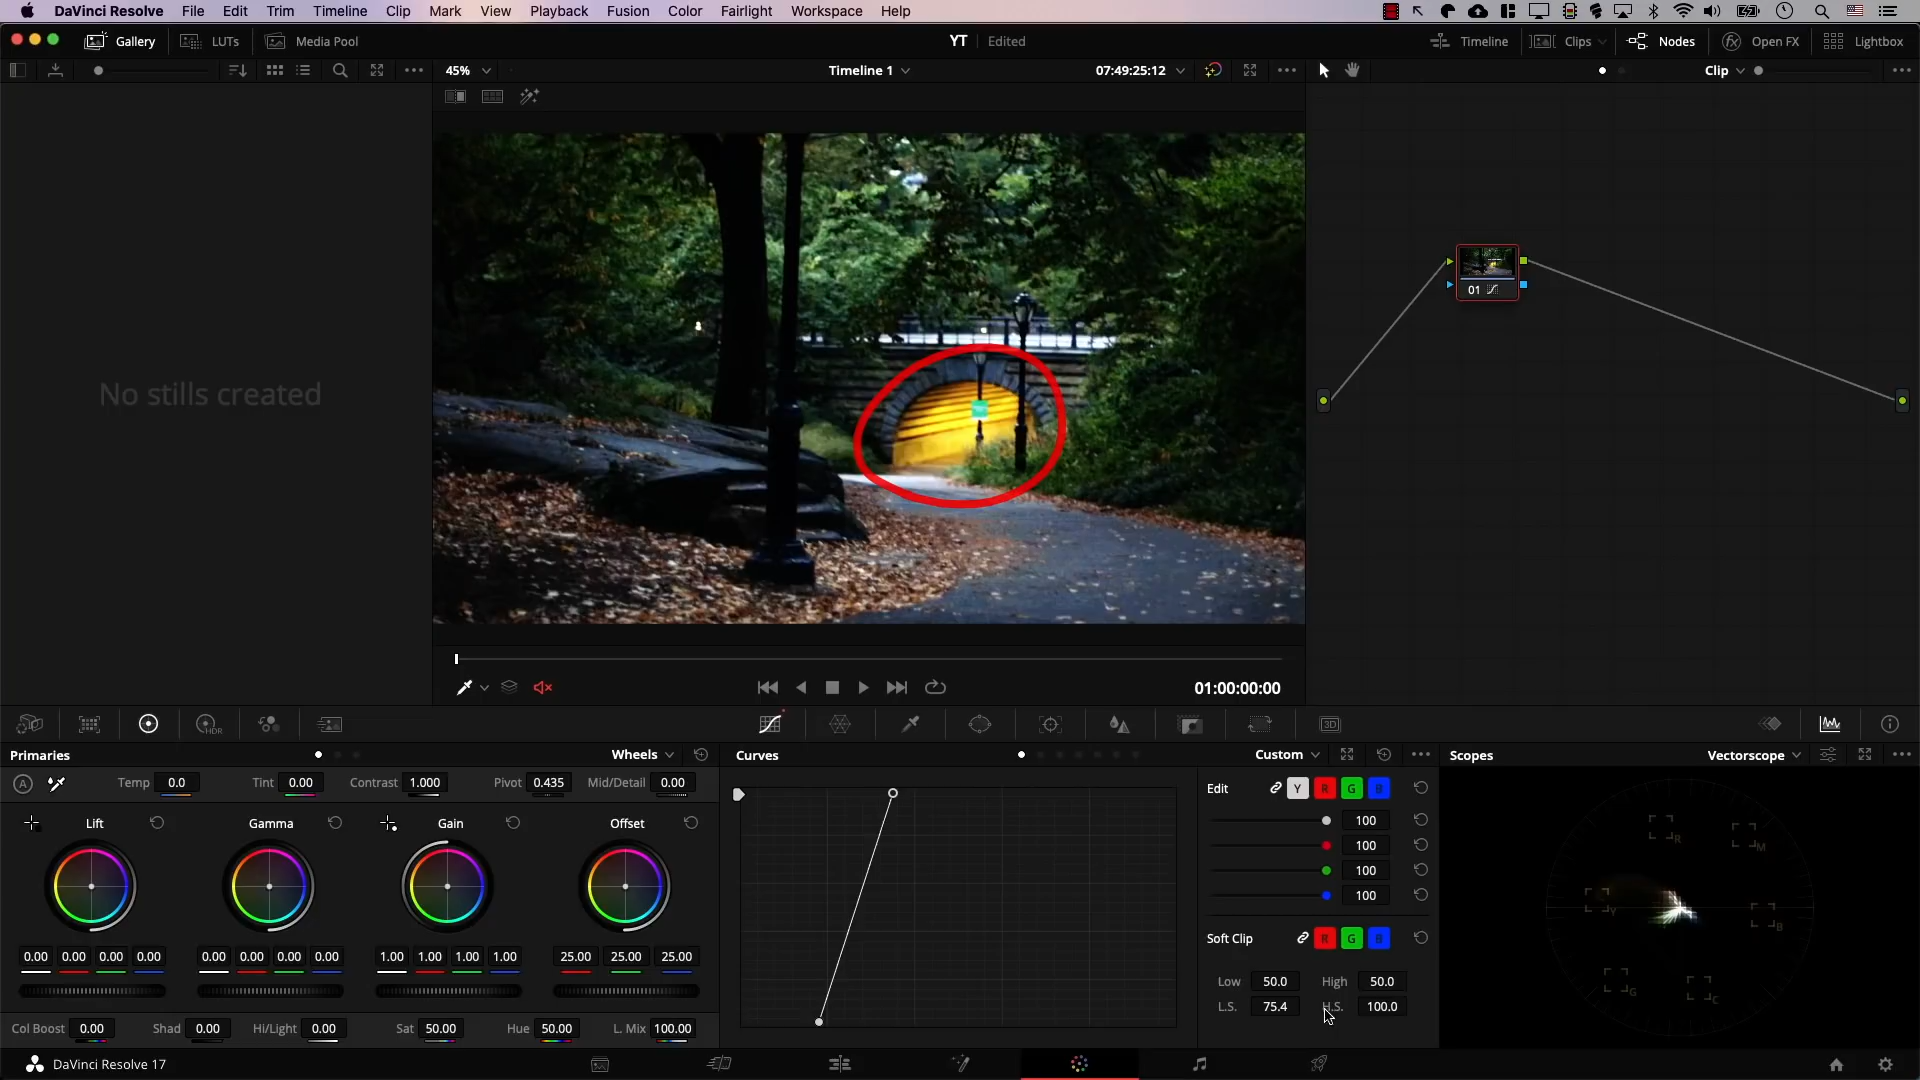 DaVinci Resolve File Edit Trim Timeline Clip Mark View Playback Fusion Color Fairlight Workspace Help
Gallery LUTs Media Pool YT Edited Timeline Clips Nodes Open FX Lightbox
45% Timeline 1 07:49:25:12 Clip
No stills created
01
01:00:00:00
HDR 3D
Primaries Wheels Curves Custom Scopes Vectorscope
A Temp 0.0 Tint 0.00 Contrast 1.000 Pivot 0.435 Mid/Detail 0.00 Edit Y R G B
Lift Gamma Gain Offset 100
R M
100
100
Y B
100
Soft Clip R G B
0.00 0.00 0.00 0.00 0.00 0.00 0.00 0.00 1.00 1.00 1.00 1.00 25.00 25.00 25.00
Low 50.0 High 50.0
G C
L.S. 75.4 H.S. 100.0
Col Boost 0.00 Shad 0.00 Hi/Light 0.00 Sat 50.00 Hue 50.00 L. Mix 100.00
DaVinci Resolve 17